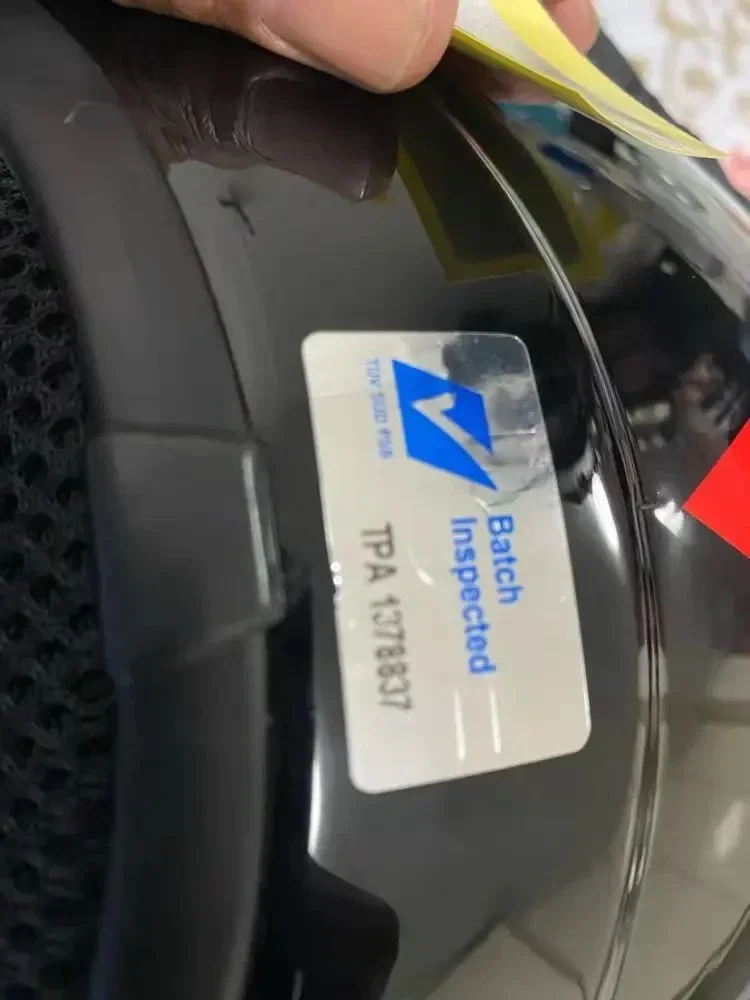 TÜV SÜD PSB
Batch
Inspected
TPA 1378837